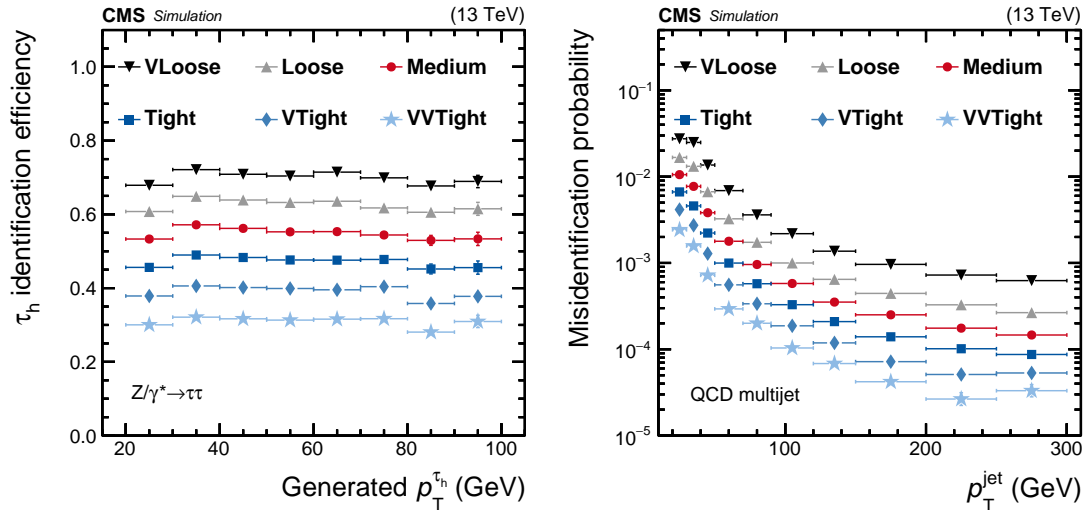 CMS Simulation (13 TeV)
τh identification efficiency
1.0
0.8
0.6
0.4
0.2
0.0
VLoose Loose Medium
Tight VTight VVTight
Z/γ*→ττ
20 40 60 80 100
Generated pT^τh (GeV)
CMS Simulation (13 TeV)
Misidentification probability
10−1
10−2
10−3
10−4
10−5
VLoose Loose Medium
Tight VTight VVTight
QCD multijet
100 200 300
pT^jet (GeV)